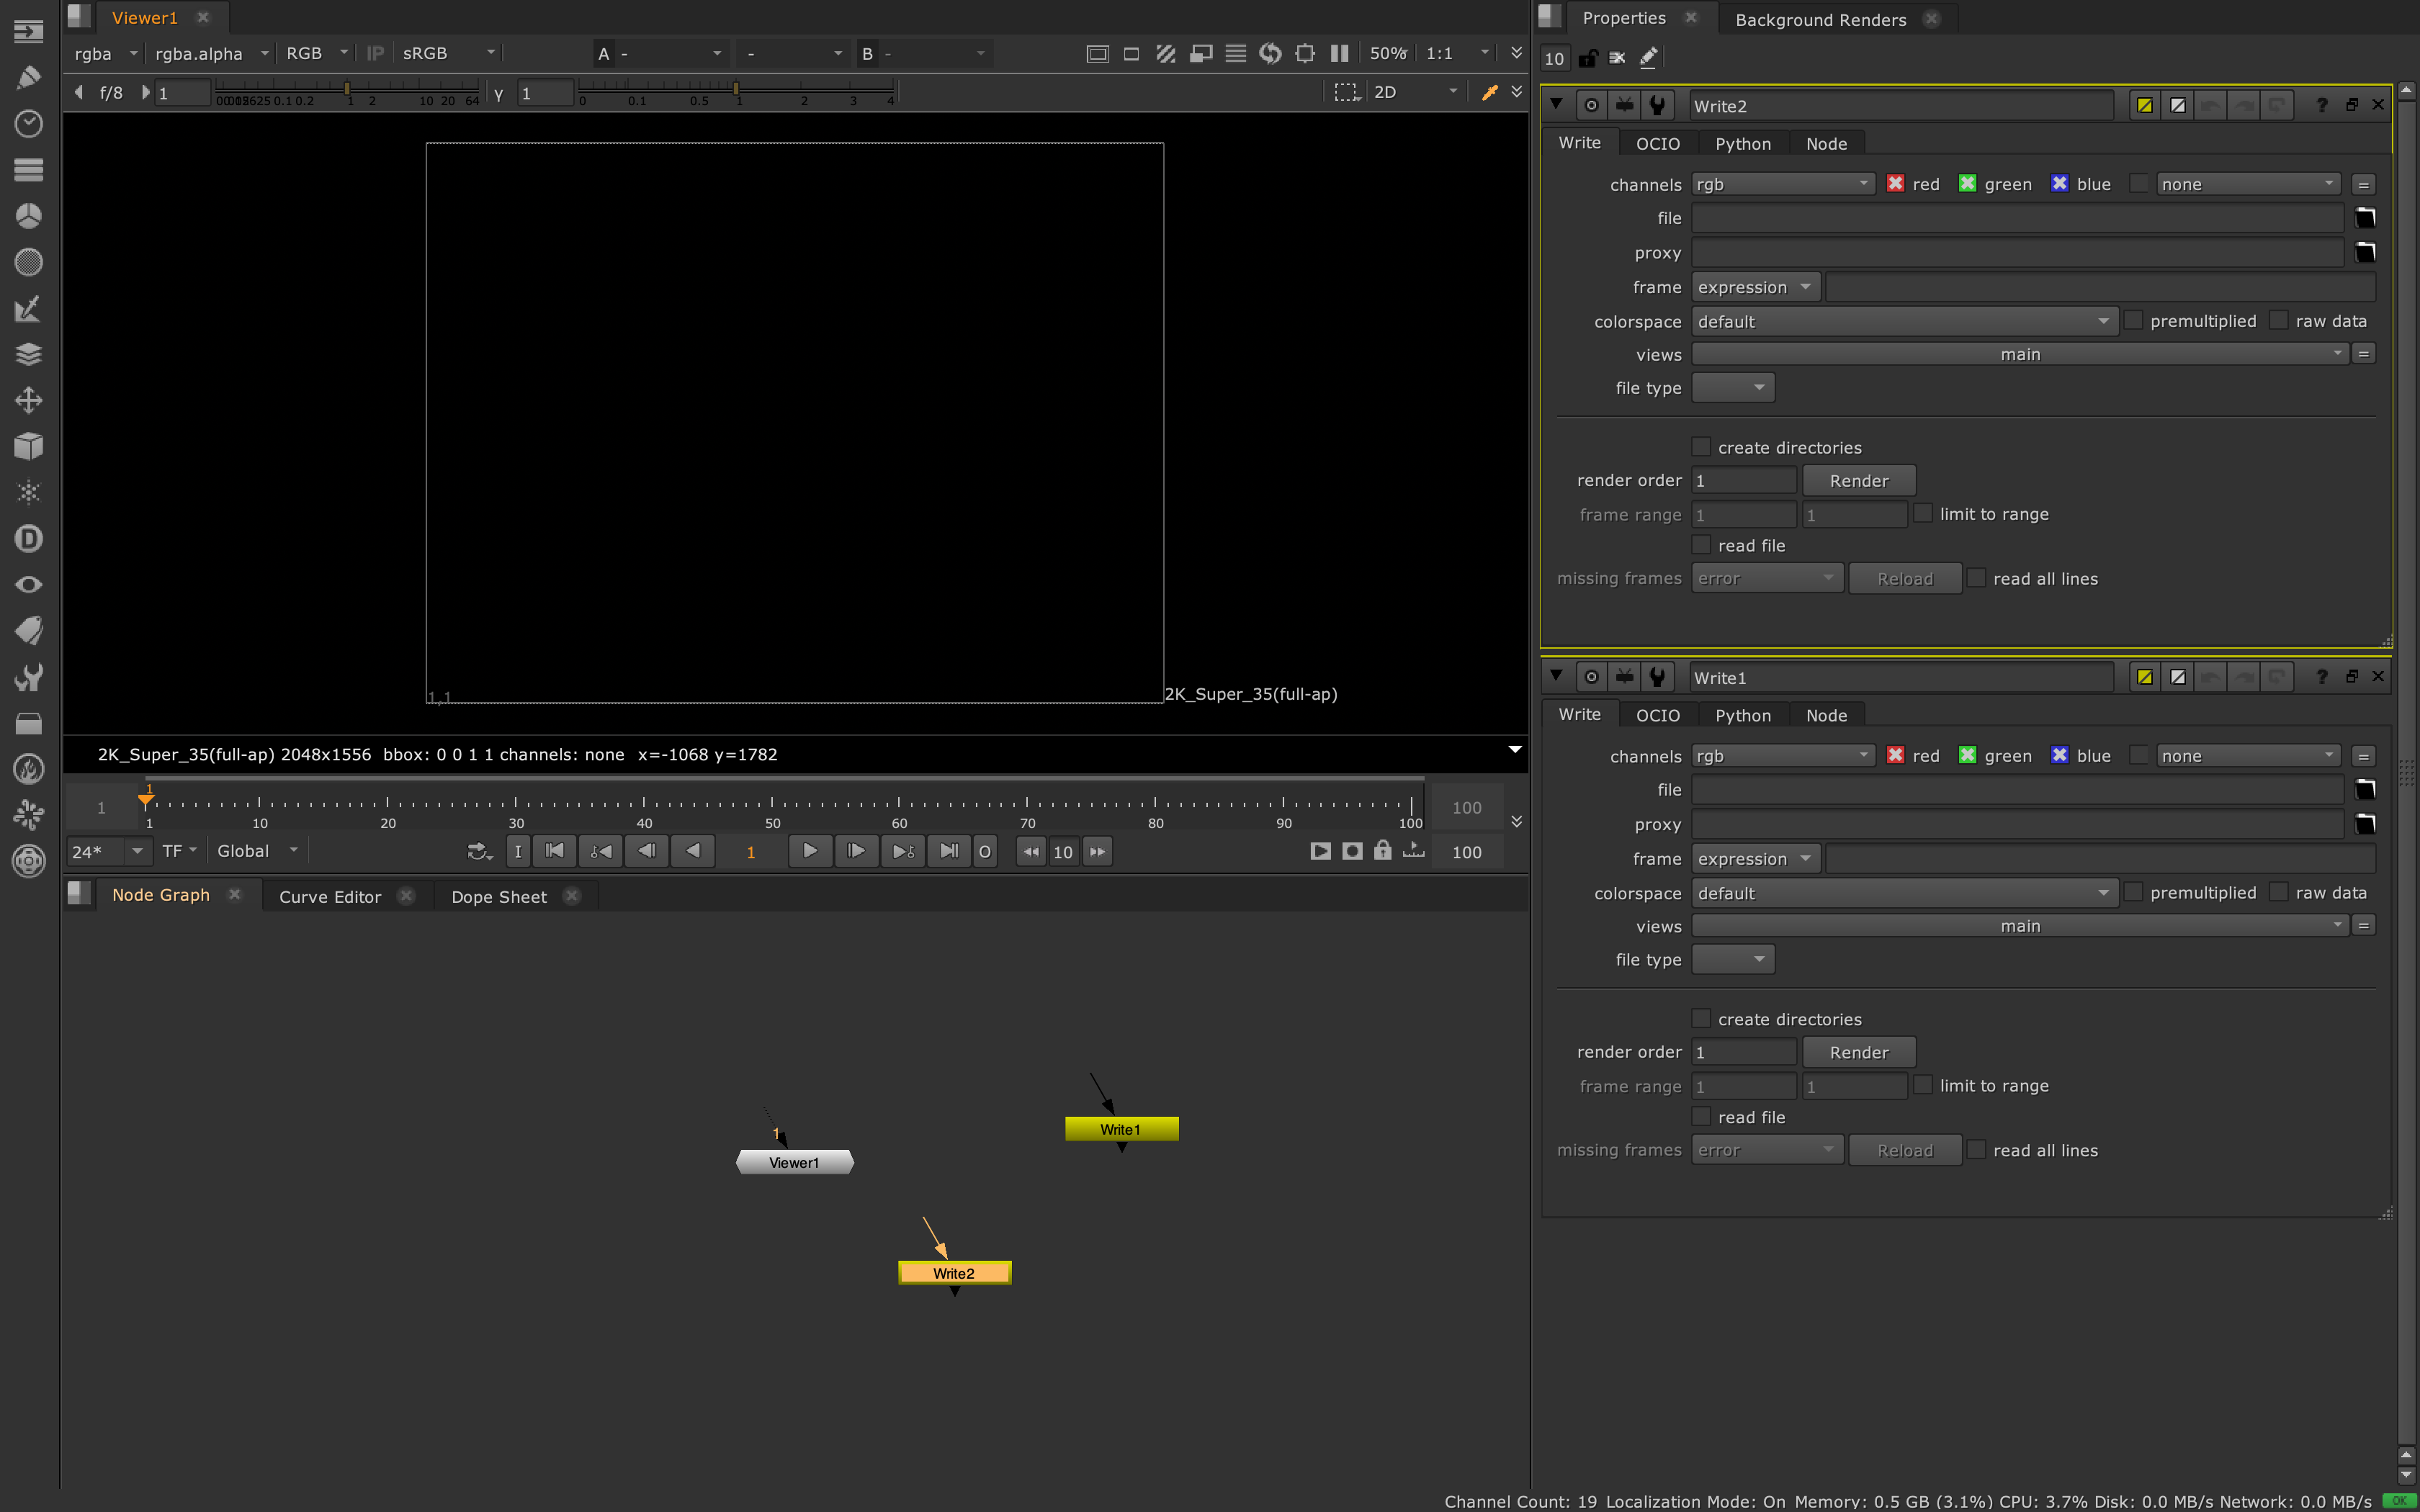 Viewer1
Properties
Background Renders
rgba rgba.alpha RGB IP sRGB A - - B - 50% 1:1
10
f/8 1 0.1 0.2 1 2 10 20 64 γ 1 0 0.1 0.5 1 2 3 4 2D
Write2
Write OCIO Python Node
channels rgb red green blue none =
file
proxy
frame expression
colorspace default premultiplied raw data
views main =
file type
create directories
render order 1 Render
frame range 1 1 limit to range
read file
missing frames error Reload read all lines
1,1
2K_Super_35(full-ap)
2K_Super_35(full-ap) 2048x1556 bbox: 0 0 1 1 channels: none x=-1068 y=1782
1
1 100
1 10 20 30 40 50 60 70 80 90 100
24* TF Global I 1 O 10 100
Write1
Write OCIO Python Node
channels rgb red green blue none =
file
proxy
frame expression
colorspace default premultiplied raw data
views main =
file type
create directories
render order 1 Render
frame range 1 1 limit to range
read file
missing frames error Reload read all lines
Node Graph Curve Editor Dope Sheet
Write1
1
Viewer1
Write2
Channel Count: 19 Localization Mode: On Memory: 0.5 GB (3.1%) CPU: 3.7% Disk: 0.0 MB/s Network: 0.0 MB/s OK